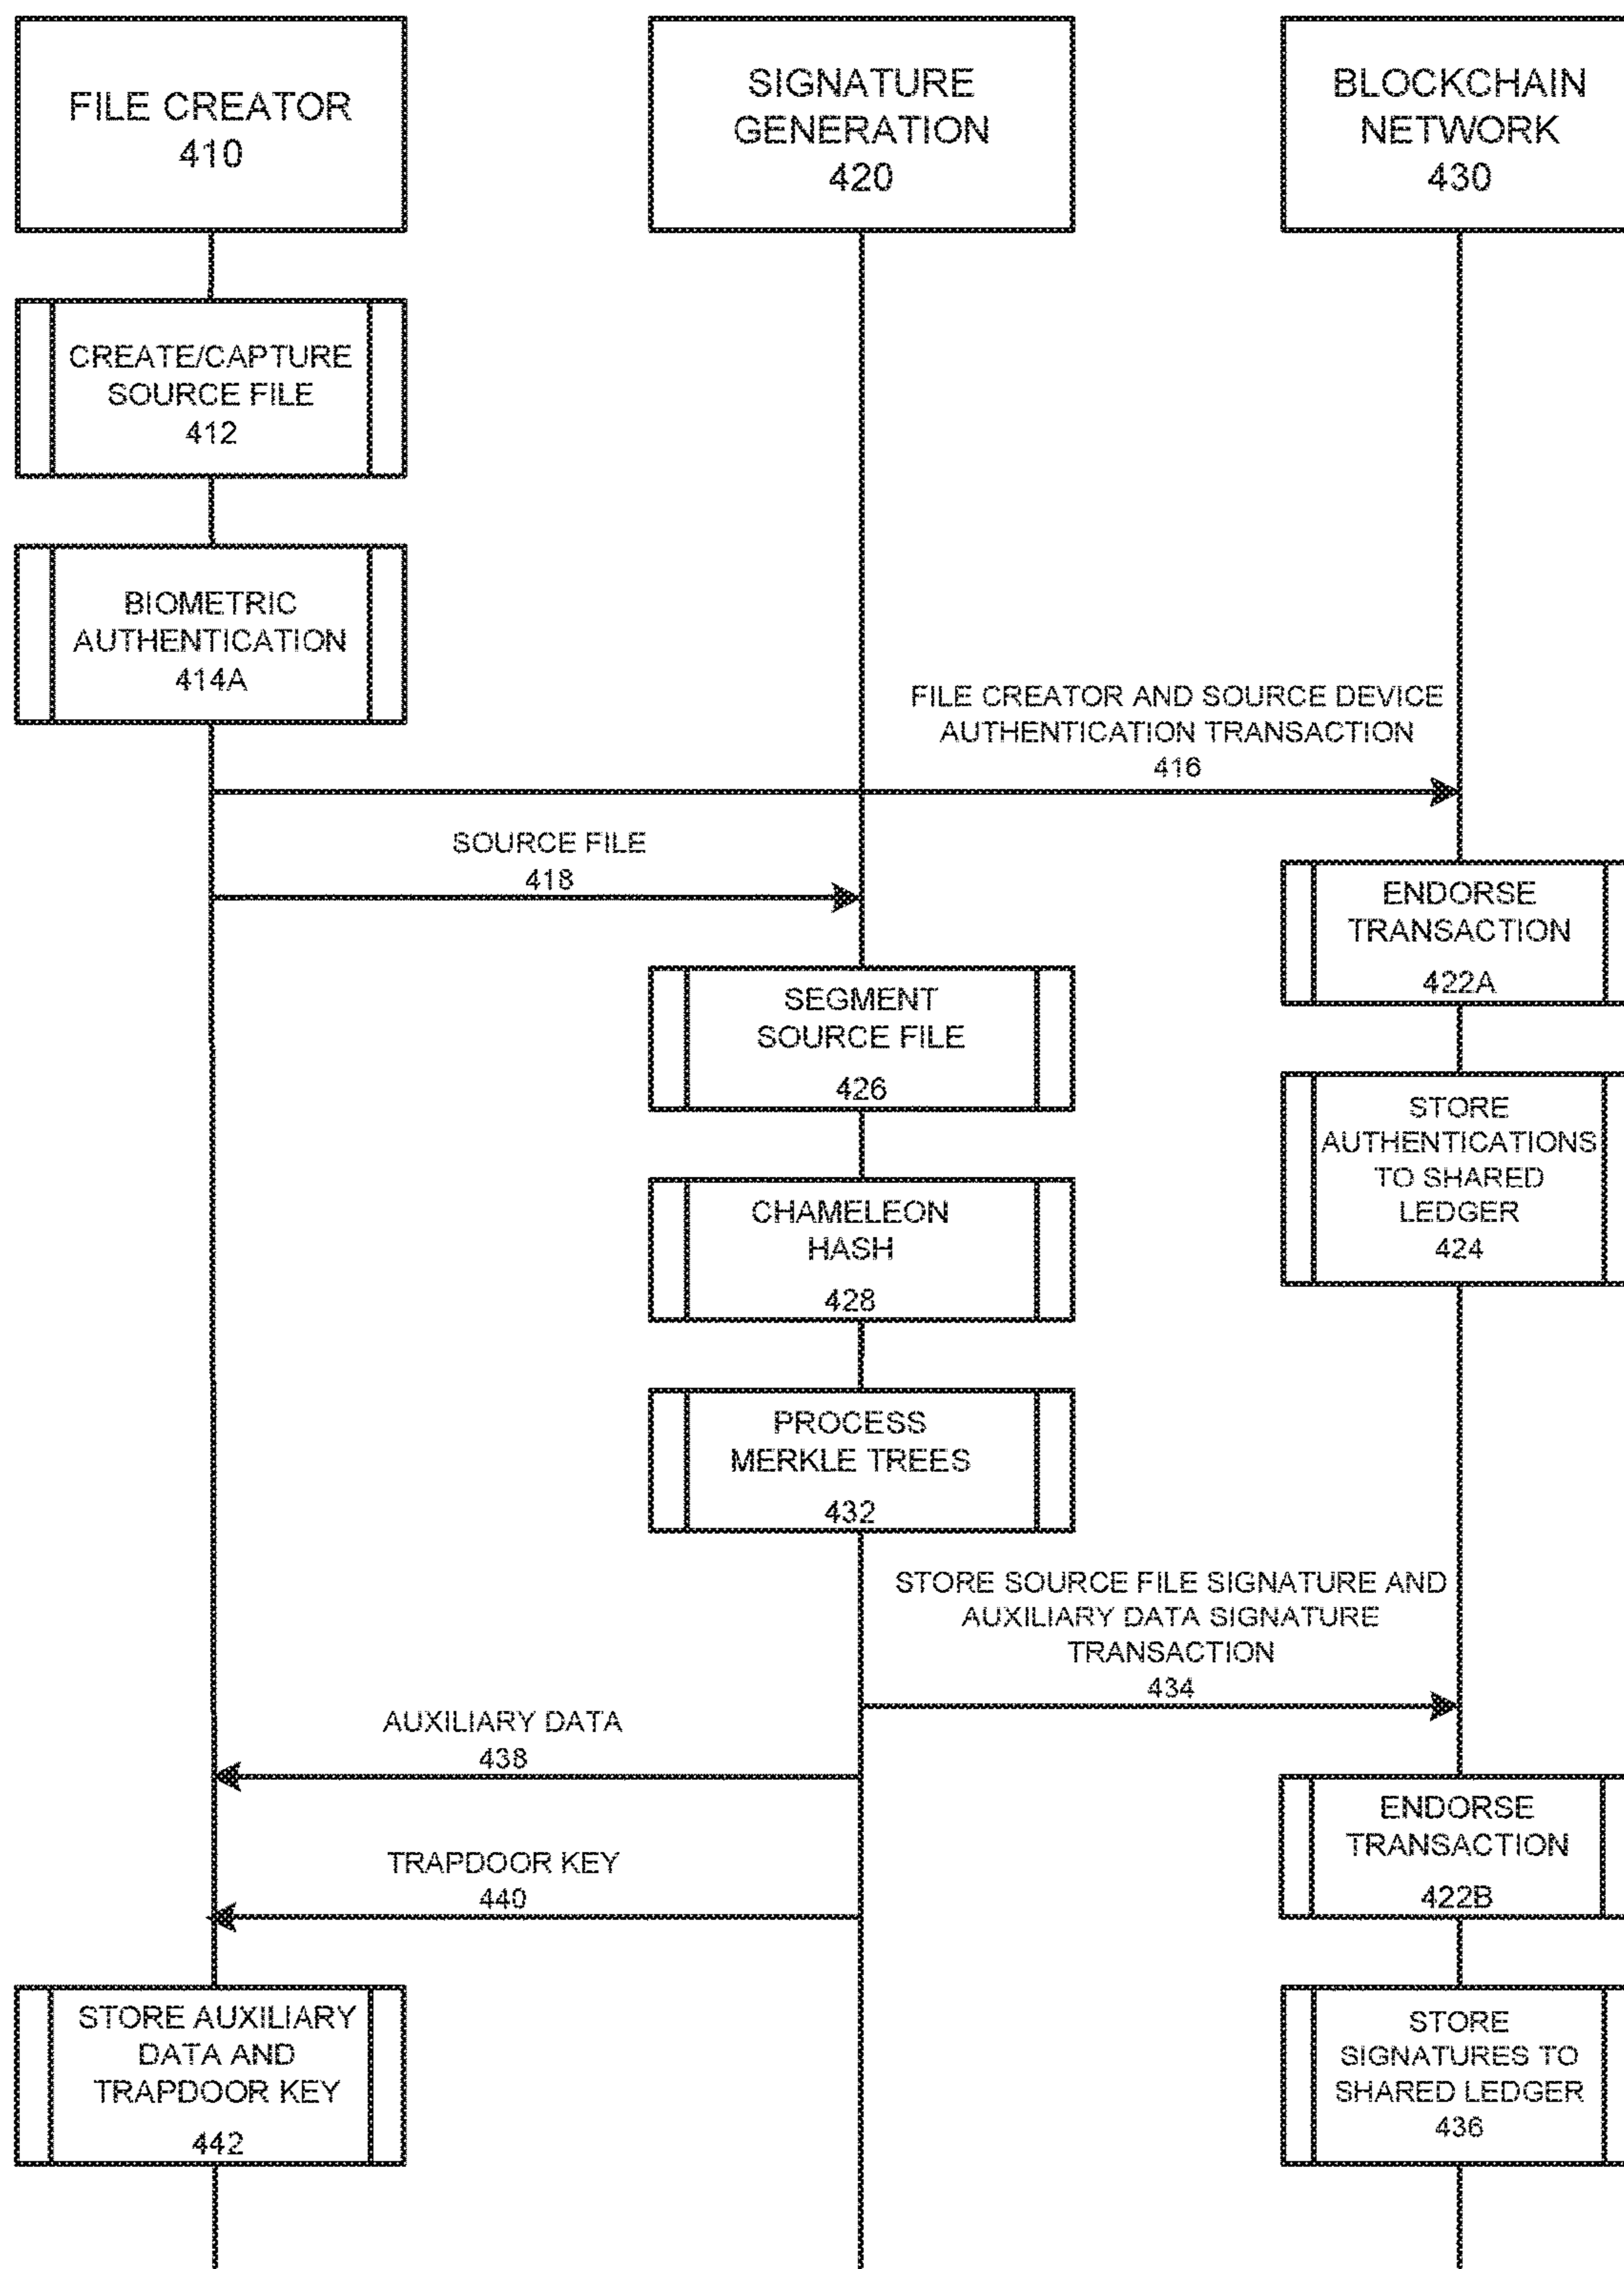 FILE CREATOR
410
SIGNATURE
GENERATION
420
BLOCKCHAIN
NETWORK
430
CREATE/CAPTURE
SOURCE FILE
412
BIOMETRIC
AUTHENTICATION
414A
FILE CREATOR AND SOURCE DEVICE
AUTHENTICATION TRANSACTION
416
SOURCE FILE
418
ENDORSE
TRANSACTION
422A
SEGMENT
SOURCE FILE
426
STORE
AUTHENTICATIONS
TO SHARED
LEDGER
424
CHAMELEON
HASH
428
PROCESS
MERKLE TREES
432
STORE SOURCE FILE SIGNATURE AND
AUXILIARY DATA SIGNATURE
TRANSACTION
434
AUXILIARY DATA
438
ENDORSE
TRANSACTION
422B
TRAPDOOR KEY
440
STORE AUXILIARY
DATA AND
TRAPDOOR KEY
442
STORE
SIGNATURES TO
SHARED LEDGER
436